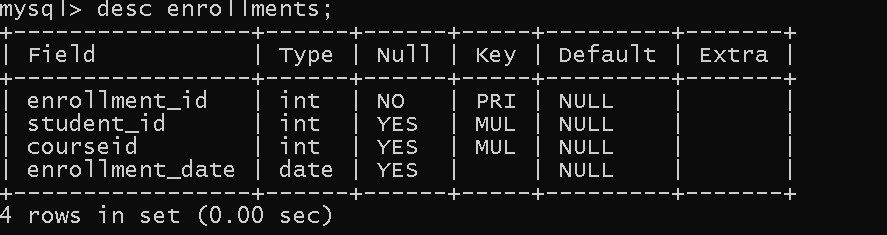 mysql> desc enrollments;
+-----------------+------+------+-----+---------+-------+
| Field           | Type | Null | Key | Default | Extra |
+-----------------+------+------+-----+---------+-------+
| enrollment_id   | int  | NO   | PRI | NULL    |       |
| student_id      | int  | YES  | MUL | NULL    |       |
| courseid        | int  | YES  | MUL | NULL    |       |
| enrollment_date | date | YES  |     | NULL    |       |
+-----------------+------+------+-----+---------+-------+
4 rows in set (0.00 sec)